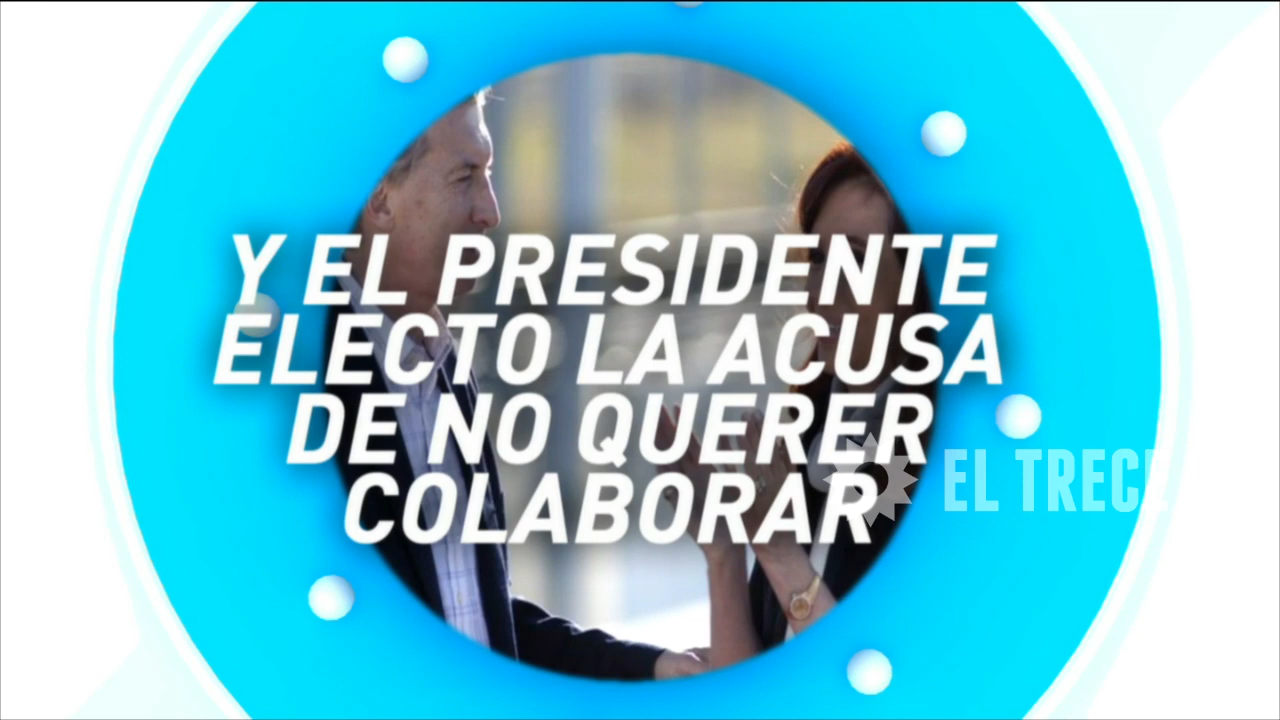 Y EL PRESIDENTE
ELECTO LA ACUSA
DE NO QUERER
COLABORAR
EL TRECE